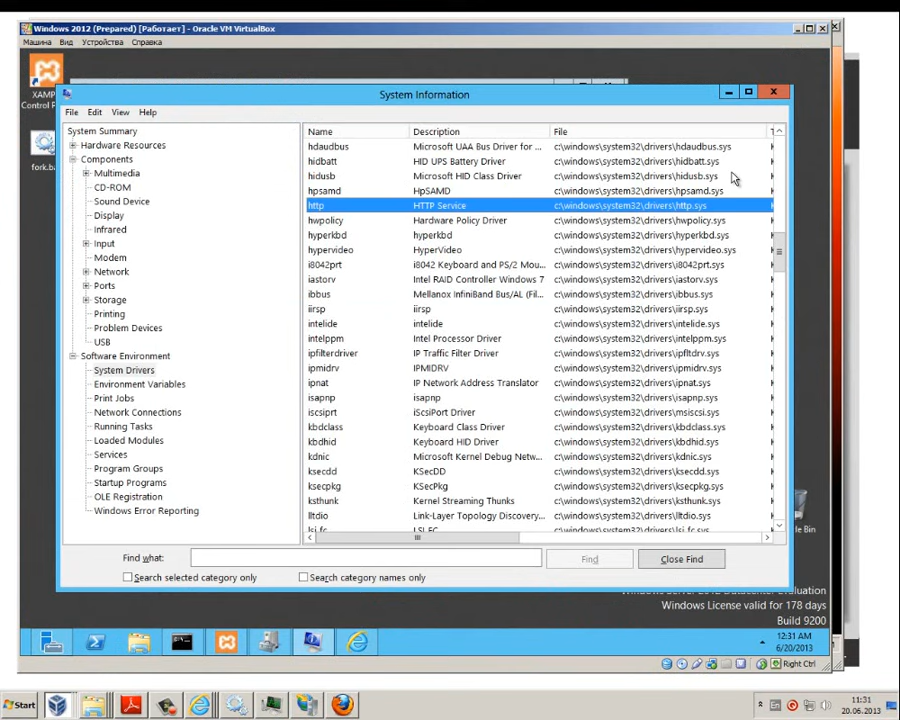 Windows 2012 (Prepared) [Работает] - Oracle VM VirtualBox
Машина Вид Устройства Справка
XAMP
Control P
fork.ba
System Information
File Edit View Help
System Summary
Hardware Resources
Components
Multimedia
CD-ROM
Sound Device
Display
Infrared
Input
Modem
Network
Ports
Storage
Printing
Problem Devices
USB
Software Environment
System Drivers
Environment Variables
Print Jobs
Network Connections
Running Tasks
Loaded Modules
Services
Program Groups
Startup Programs
OLE Registration
Windows Error Reporting
Name Description File
hdaudbus Microsoft UAA Bus Driver for ... c:\windows\system32\drivers\hdaudbus.sys
hidbatt HID UPS Battery Driver c:\windows\system32\drivers\hidbatt.sys
hidusb Microsoft HID Class Driver c:\windows\system32\drivers\hidusb.sys
hpsamd HpSAMD c:\windows\system32\drivers\hpsamd.sys
http HTTP Service c:\windows\system32\drivers\http.sys
hwpolicy Hardware Policy Driver c:\windows\system32\drivers\hwpolicy.sys
hyperkbd hyperkbd c:\windows\system32\drivers\hyperkbd.sys
hypervideo HyperVideo c:\windows\system32\drivers\hypervideo.sys
i8042prt i8042 Keyboard and PS/2 Mou... c:\windows\system32\drivers\i8042prt.sys
iastorv Intel RAID Controller Windows 7 c:\windows\system32\drivers\iastorv.sys
ibbus Mellanox InfiniBand Bus/AL (Fil... c:\windows\system32\drivers\ibbus.sys
iirsp iirsp c:\windows\system32\drivers\iirsp.sys
intelide intelide c:\windows\system32\drivers\intelide.sys
intelppm Intel Processor Driver c:\windows\system32\drivers\intelppm.sys
ipfilterdriver IP Traffic Filter Driver c:\windows\system32\drivers\ipfltdrv.sys
ipmidrv IPMIDRV c:\windows\system32\drivers\ipmidrv.sys
ipnat IP Network Address Translator c:\windows\system32\drivers\ipnat.sys
isapnp isapnp c:\windows\system32\drivers\isapnp.sys
iscsiprt iScsiPort Driver c:\windows\system32\drivers\msiscsi.sys
kbdclass Keyboard Class Driver c:\windows\system32\drivers\kbdclass.sys
kbdhid Keyboard HID Driver c:\windows\system32\drivers\kbdhid.sys
kdnic Microsoft Kernel Debug Netw... c:\windows\system32\drivers\kdnic.sys
ksecdd KSecDD c:\windows\system32\drivers\ksecdd.sys
ksecpkg KSecPkg c:\windows\system32\drivers\ksecpkg.sys
ksthunk Kernel Streaming Thunks c:\windows\system32\drivers\ksthunk.sys
lltdio Link-Layer Topology Discovery... c:\windows\system32\drivers\lltdio.sys
Find what: Find Close Find
Search selected category only Search category names only
le Bin
Windows License valid for 178 days
Build 9200
12:31 AM
6/20/2013
Right Ctrl
Start
En
11:31
20.06.2013